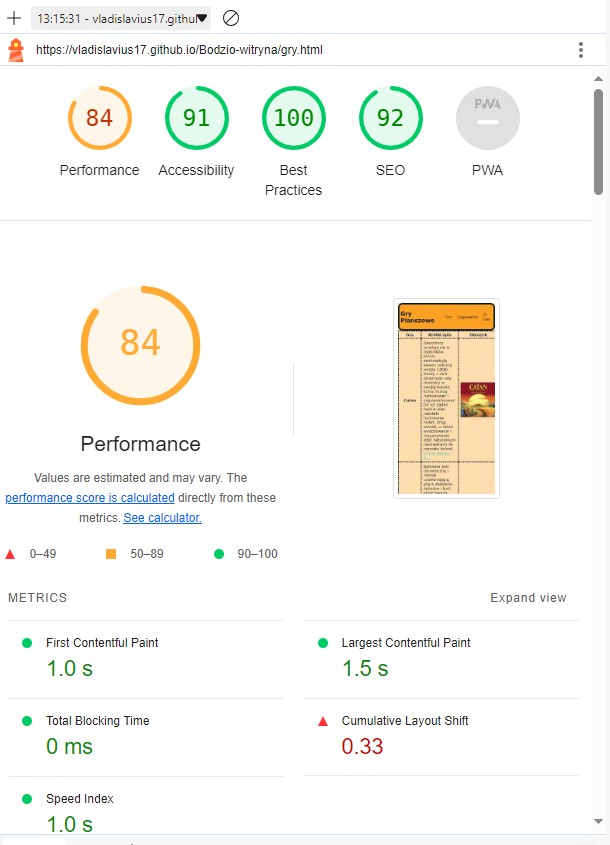 13:15:31 - vladislavius17.githul
https://vladislavius17.github.io/Bodzio-witryna/gry.html
84
91
100
92
PWA
Performance
Accessibility
Best
Practices
SEO
PWA
84
Gry
Planszowe
Gry
Catan
CATAN
Performance
Values are estimated and may vary. The
performance score is calculated directly from these
metrics. See calculator.
0–49
50–89
90–100
METRICS
Expand view
First Contentful Paint
1.0 s
Largest Contentful Paint
1.5 s
Total Blocking Time
0 ms
Cumulative Layout Shift
0.33
Speed Index
1.0 s